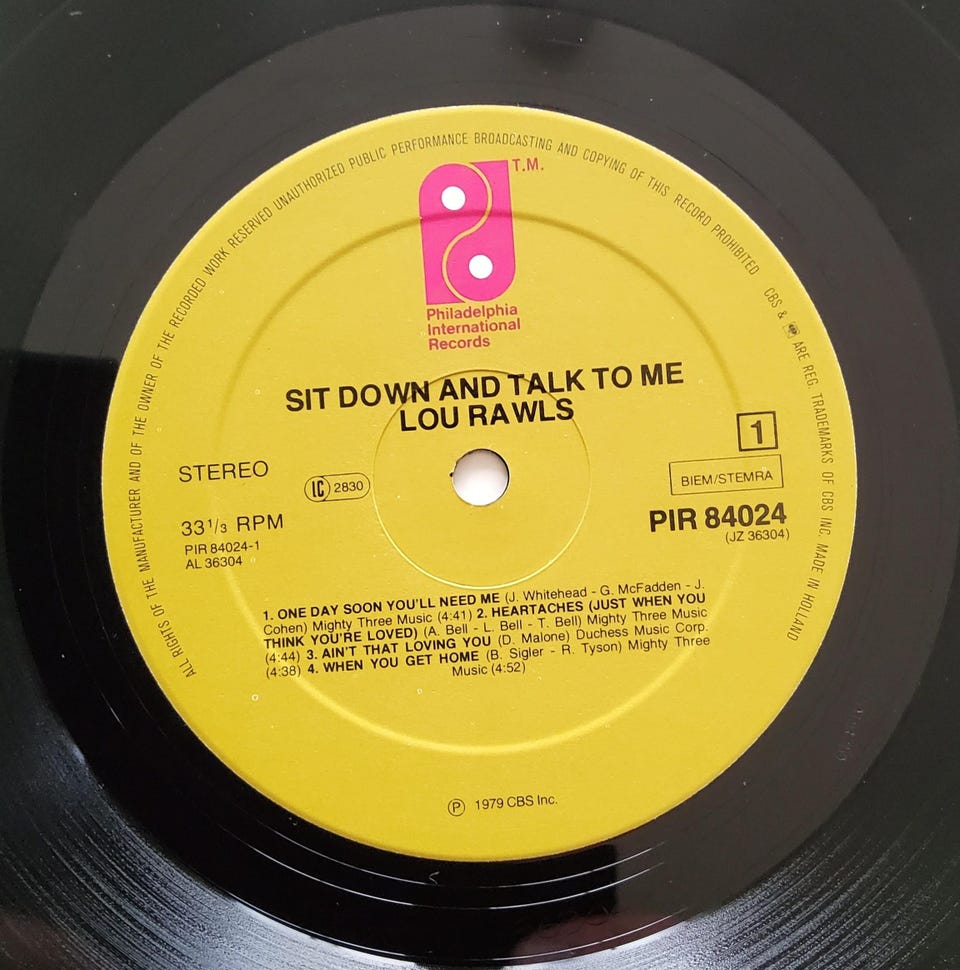 ALL RIGHTS OF THE MANUFACTURER AND OF THE OWNER OF THE RECORDED WORK RESERVED UNAUTHORIZED PUBLIC PERFORMANCE BROADCASTING AND COPYING OF THIS RECORD PROHIBITED CBS & ARE REG. TRADEMARKS OF CBS INC. MADE IN HOLLAND
T.M.
Philadelphia
International
Records
SIT DOWN AND TALK TO ME
LOU RAWLS
1
STEREO
LC 2830
BIEM/STEMRA
33 1/3 RPM
PIR 84024
(JZ 36304)
PIR 84024-1
AL 36304
1. ONE DAY SOON YOU'LL NEED ME (J. Whitehead - G. McFadden - J.
Cohen) Mighty Three Music (4:41) 2. HEARTACHES (JUST WHEN YOU
THINK YOU'RE LOVED) (A. Bell - L. Bell - T. Bell) Mighty Three Music
(4:44) 3. AIN'T THAT LOVING YOU (D. Malone) Duchess Music Corp.
(4:38) 4. WHEN YOU GET HOME (B. Sigler - R. Tyson) Mighty Three
Music (4:52)
℗ 1979 CBS Inc.